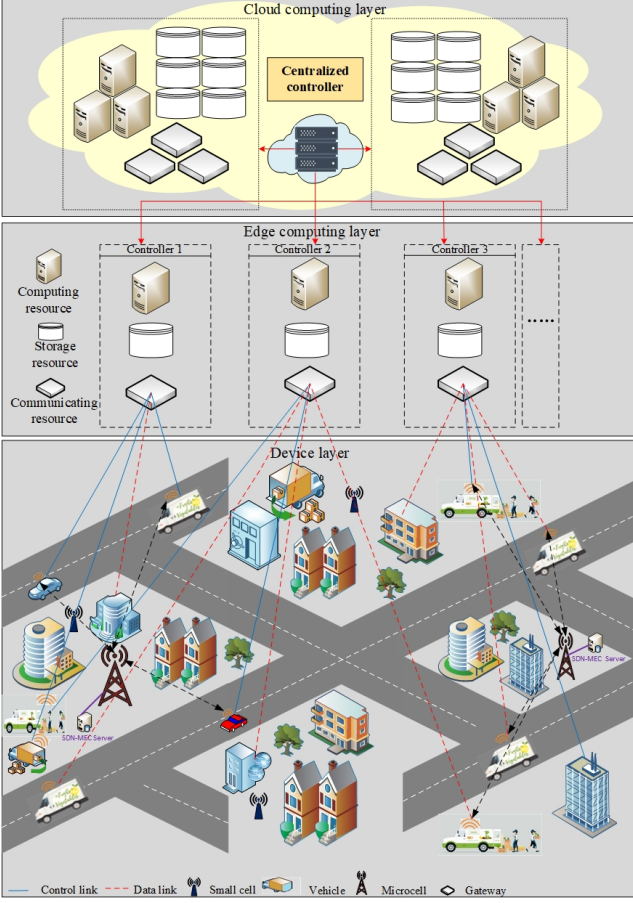 Cloud computing layer
Centralized
controller
Edge computing layer
Controller 1
Controller 2
Controller 3
Computing
resource
Storage
resource
Communicating
resource
.....
Device layer
SDN-MEC Server
SDN-MEC Server
Control link
Data link
Small cell
Vehicle
Microcell
Gateway